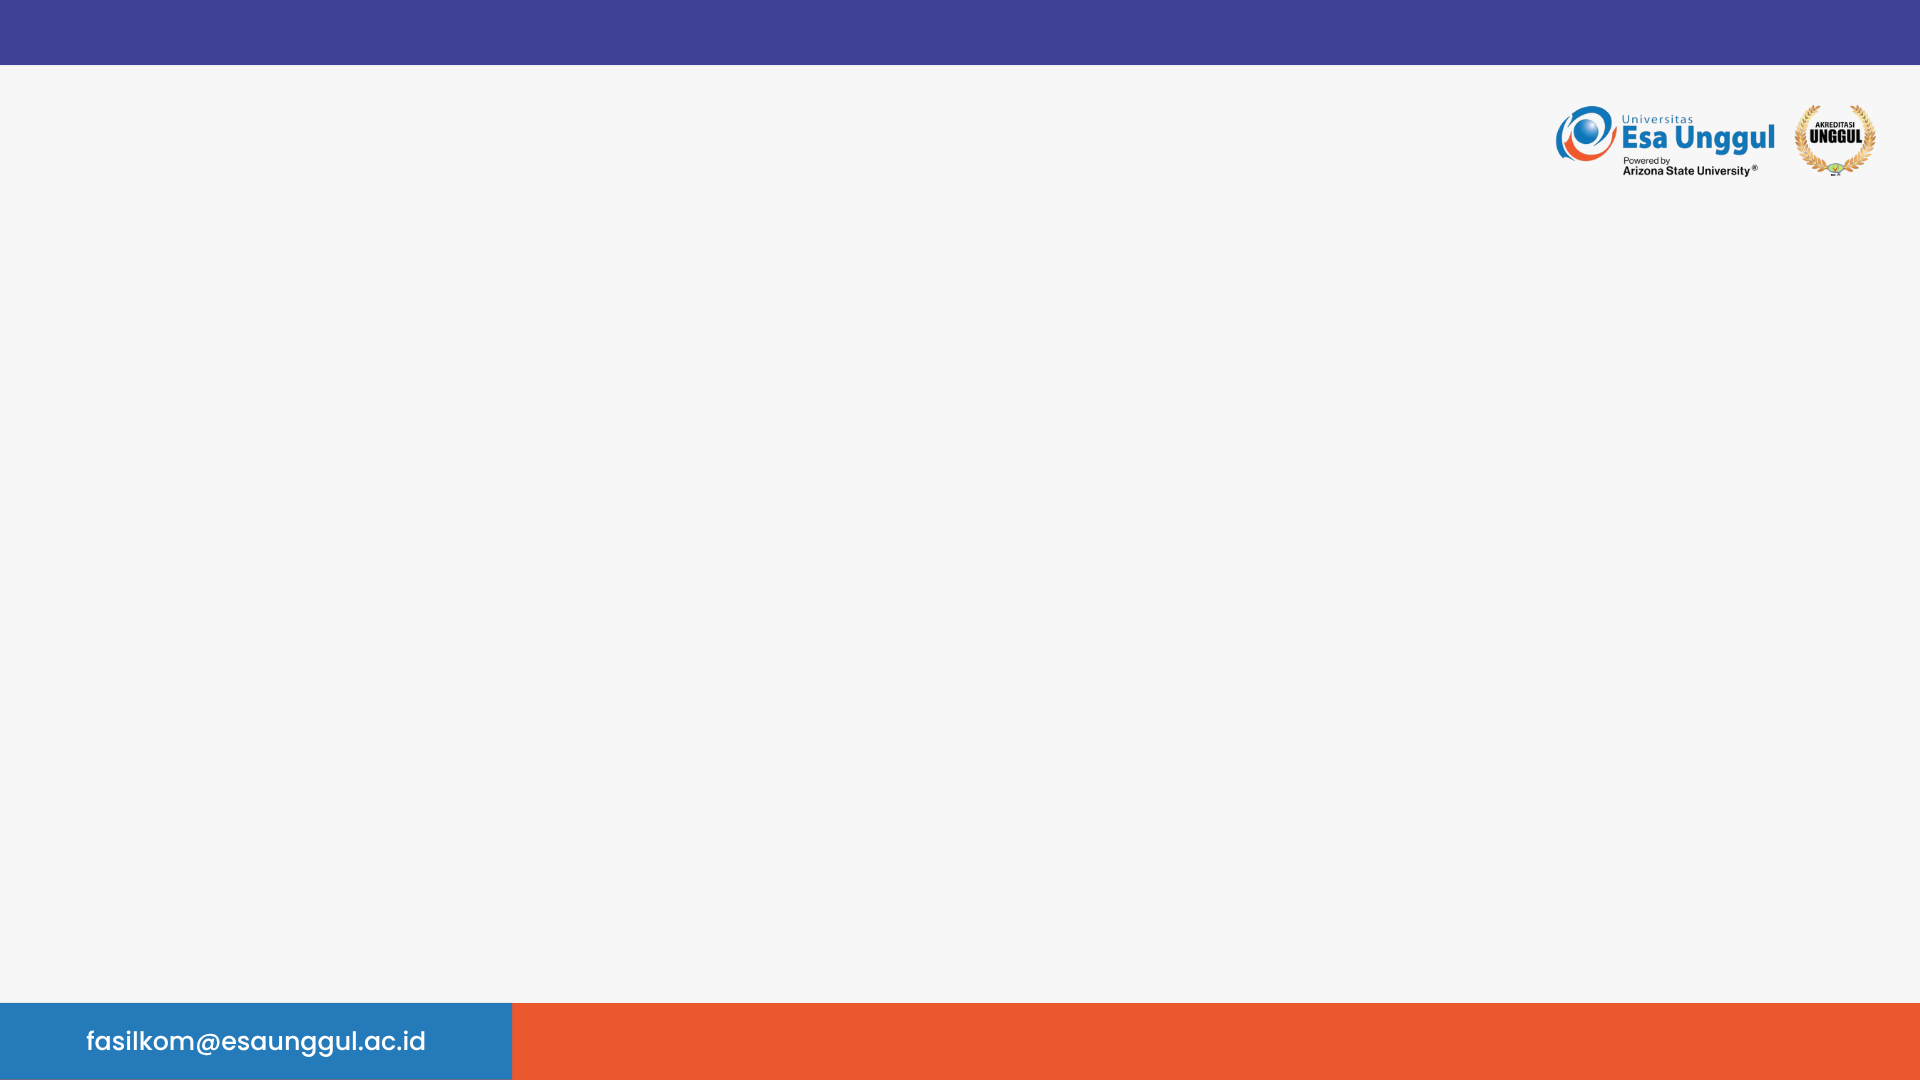 Universitas
Esa Unggul
Powered by
Arizona State University®
AKREDITASI
UNGGUL
fasilkom@esaunggul.ac.id